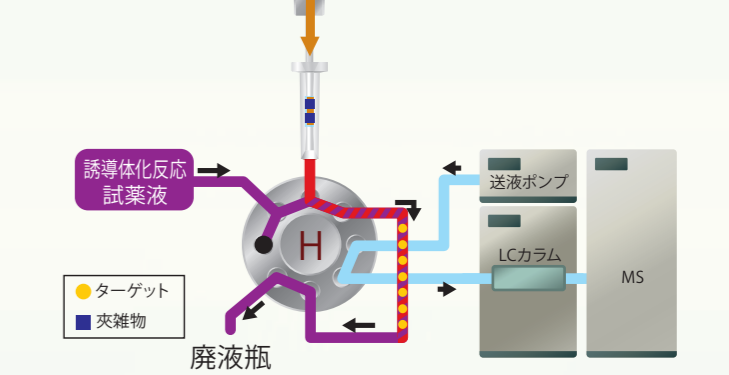 誘導体化反応
試薬液
H
送液ポンプ
LCカラム
MS
ターゲット
夾雑物
廃液瓶